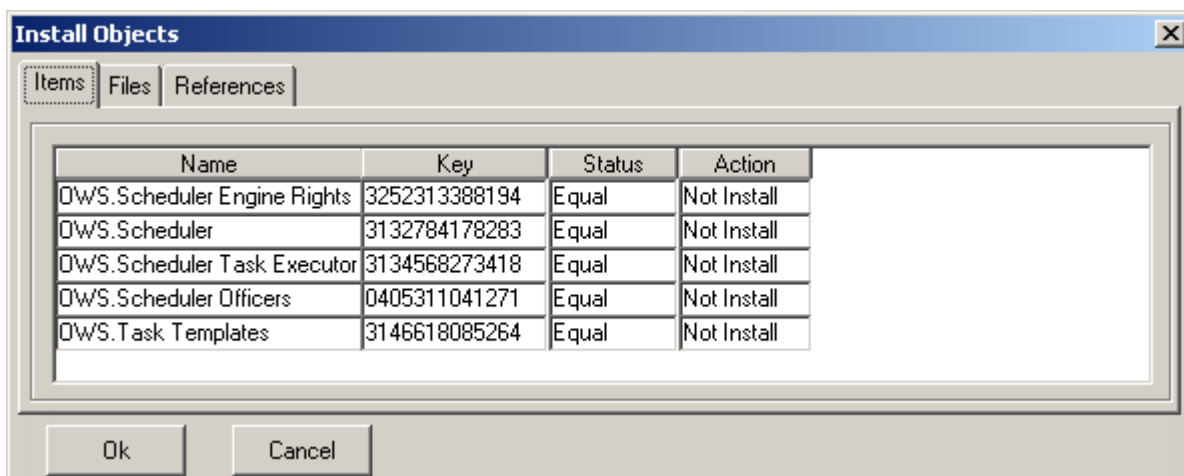 Install Objects
Items Files References
Name Key Status Action
OWS.Scheduler Engine Rights 3252313388194 Equal Not Install
OWS.Scheduler 3132784178283 Equal Not Install
OWS.Scheduler Task Executor 3134568273418 Equal Not Install
OWS.Scheduler Officers 0405311041271 Equal Not Install
OWS.Task Templates 3146618085264 Equal Not Install
Ok Cancel